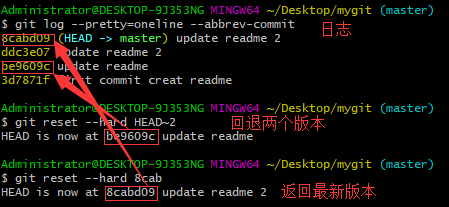 Administrator@DESKTOP-9J353NG MINGW64 ~/Desktop/mygit (master)
$ git log --pretty=oneline --abbrev-commit
日志
8cabd09 (HEAD -> master) update readme 2
ddc3e07 update readme 2
be9609c update readme
3d7871f first commit creat readme
Administrator@DESKTOP-9J353NG MINGW64 ~/Desktop/mygit (master)
$ git reset --hard HEAD~2 回退两个版本
HEAD is now at be9609c update readme
Administrator@DESKTOP-9J353NG MINGW64 ~/Desktop/mygit (master)
$ git reset --hard 8cab
HEAD is now at 8cabd09 update readme 2 返回最新版本